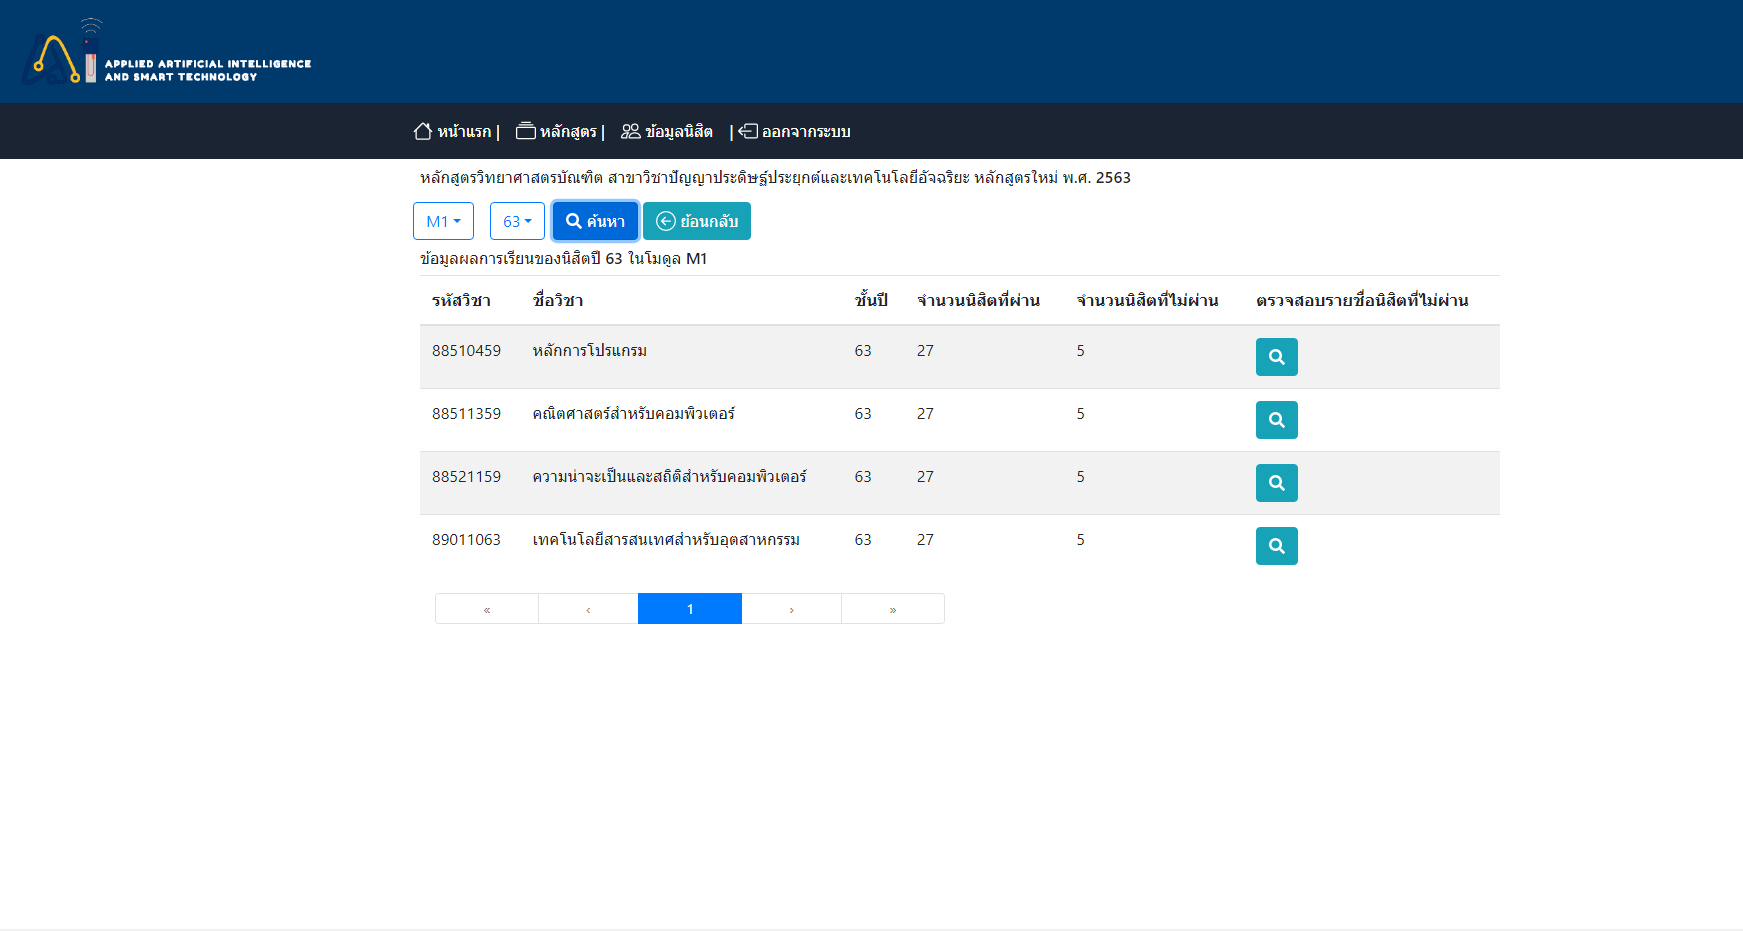 APPLIED ARTIFICIAL INTELLIGENCE
AND SMART TECHNOLOGY
หน้าแรก | หลักสูตร | ข้อมูลนิสิต | ออกจากระบบ
หลักสูตรวิทยาศาสตรบัณฑิต สาขาวิชาปัญญาประดิษฐ์ประยุกต์และเทคโนโลยีอัจฉริยะ หลักสูตรใหม่ พ.ศ. 2563
M1 63 ค้นหา ย้อนกลับ
ข้อมูลผลการเรียนของนิสิตปี 63 ในโมดูล M1
รหัสวิชา ชื่อวิชา ชั้นปี จำนวนนิสิตที่ผ่าน จำนวนนิสิตที่ไม่ผ่าน ตรวจสอบรายชื่อนิสิตที่ไม่ผ่าน
88510459 หลักการโปรแกรม 63 27 5
88511359 คณิตศาสตร์สำหรับคอมพิวเตอร์ 63 27 5
88521159 ความน่าจะเป็นและสถิติสำหรับคอมพิวเตอร์ 63 27 5
89011063 เทคโนโลยีสารสนเทศสำหรับอุตสาหกรรม 63 27 5
« ‹ 1 › »